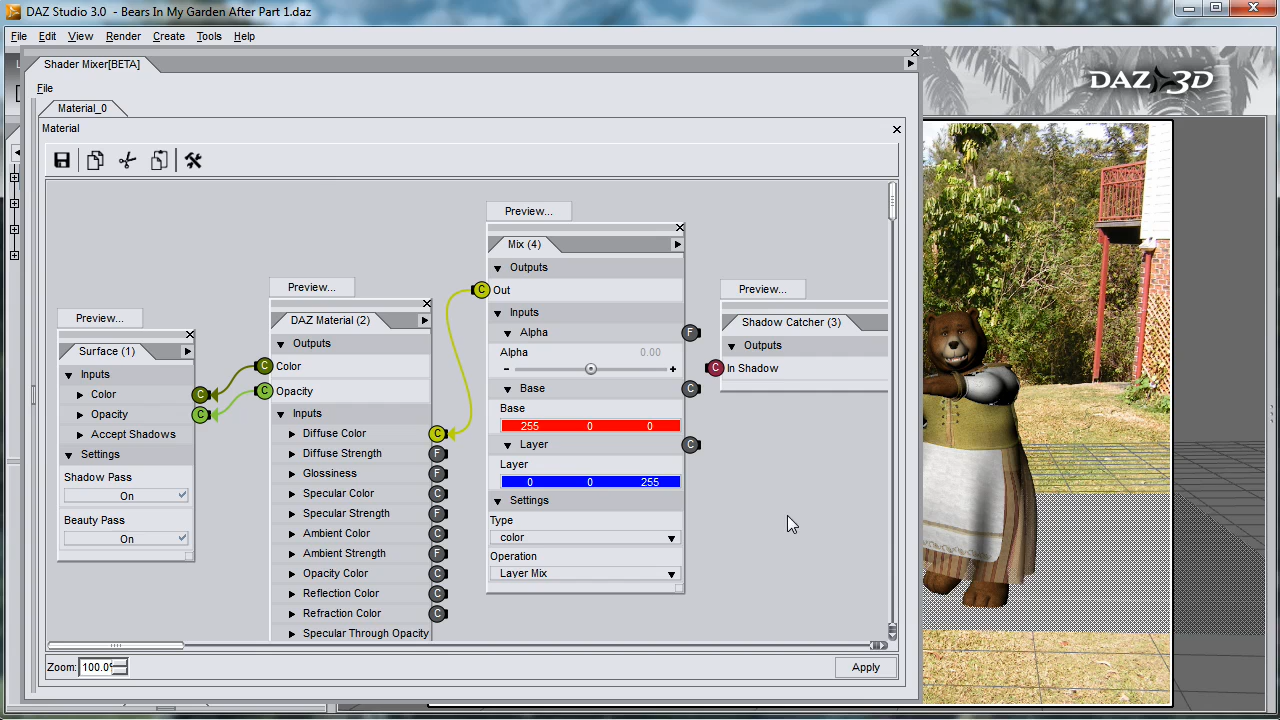 DAZ Studio 3.0 - Bears In My Garden After Part 1.daz
File Edit View Render Create Tools Help
Shader Mixer[BETA]
DAZ 3D
File
Material_0
Material
Preview...
Surface (1)
Inputs
Color
C
Opacity
C
Accept Shadows
Settings
Shadow Pass
On
Beauty Pass
On
Preview...
DAZ Material (2)
Outputs
C Color
C Opacity
Inputs
Diffuse Color C
Diffuse Strength F
Glossiness F
Specular Color C
Specular Strength F
Ambient Color C
Ambient Strength F
Opacity Color C
Reflection Color C
Refraction Color C
Specular Through Opacity
Preview...
Mix (4)
Outputs
C Out
Inputs
Alpha F
Alpha 0.00
- +
Base C
Base
255 0 0
Layer C
Layer
0 0 255
Settings
Type
color
Operation
Layer Mix
Preview...
Shadow Catcher (3)
Outputs
C In Shadow
Zoom: 100.0
Apply